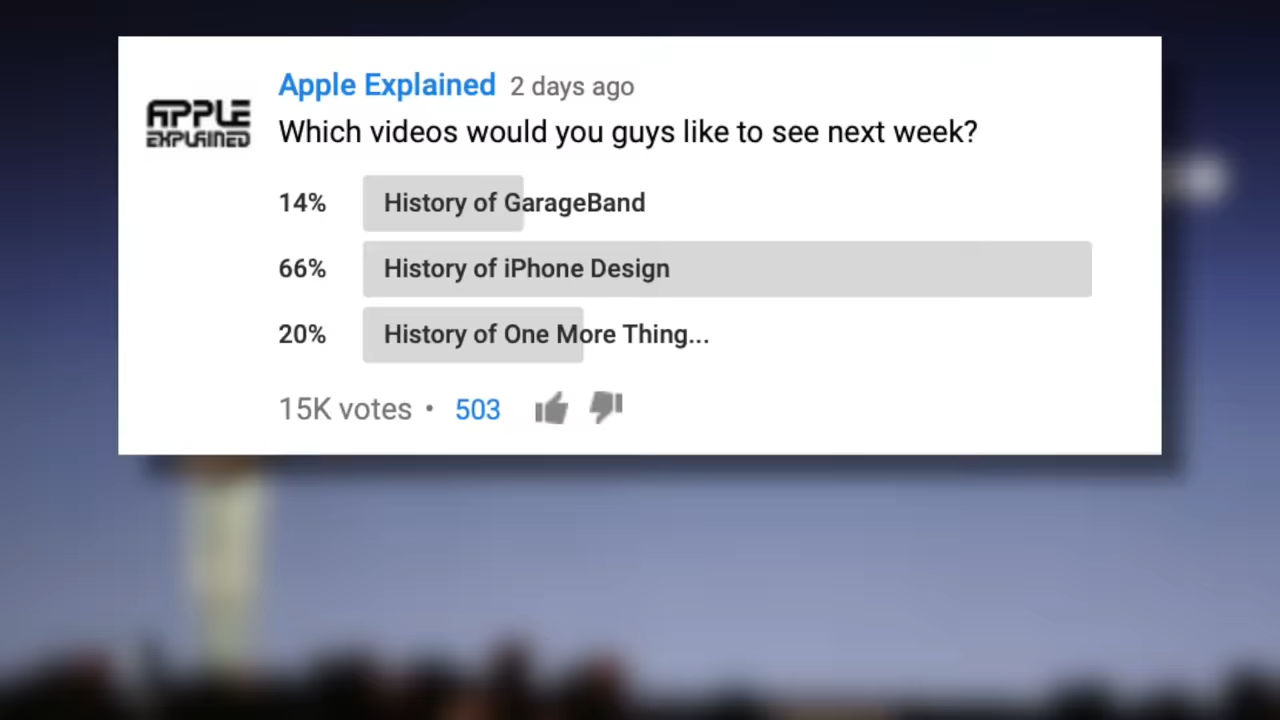 APPLE
EXPLAINED
Apple Explained 2 days ago
Which videos would you guys like to see next week?
14% History of GarageBand
66% History of iPhone Design
20% History of One More Thing...
15K votes • 503